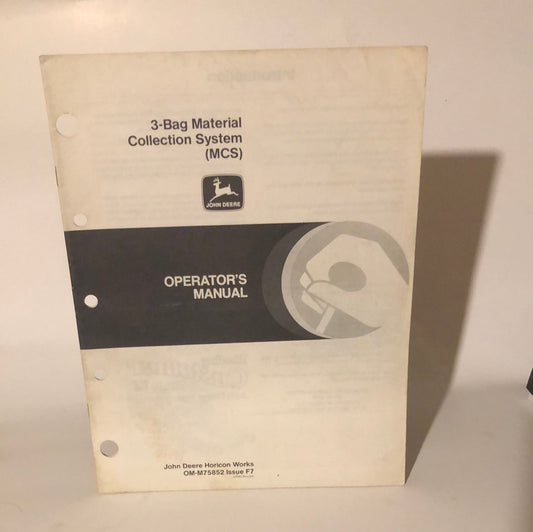 3-Bag Material
Collection System
(MCS)
JOHN DEERE
OPERATOR'S
MANUAL
John Deere Horicon Works
OM-M75852 Issue F7